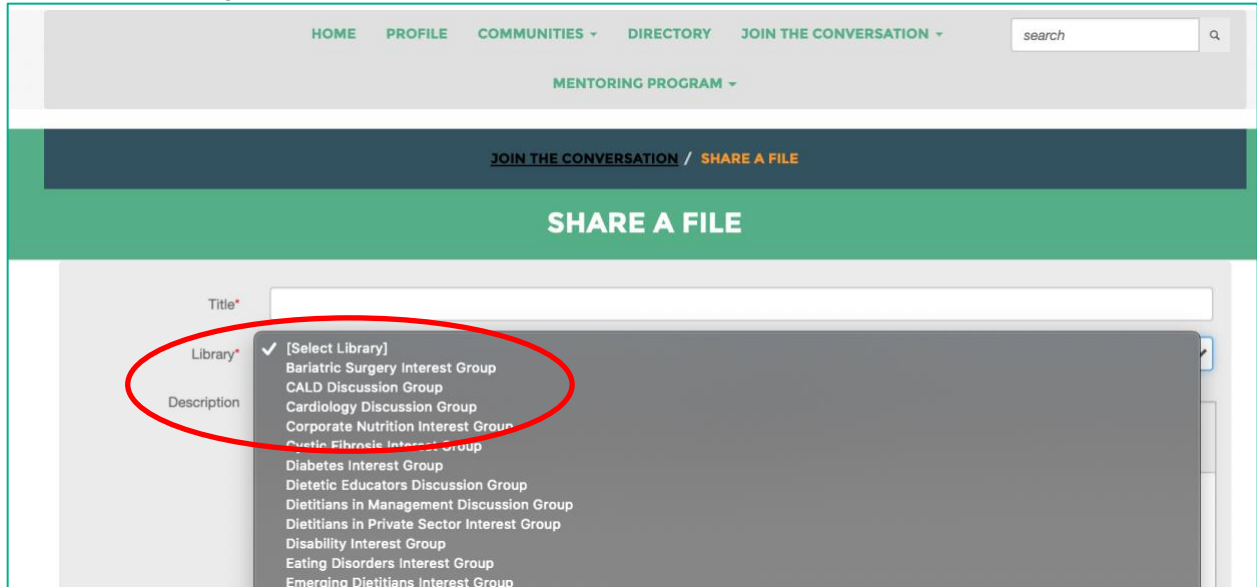 HOME PROFILE COMMUNITIES DIRECTORY JOIN THE CONVERSATION search
MENTORING PROGRAM
JOIN THE CONVERSATION / SHARE A FILE
SHARE A FILE
Title*
Library* ✓ [Select Library]
Bariatric Surgery Interest Group
CALD Discussion Group
Description Cardiology Discussion Group
Corporate Nutrition Interest Group
Cystic Fibrosis Interest Group
Diabetes Interest Group
Dietetic Educators Discussion Group
Dietitians in Management Discussion Group
Dietitians in Private Sector Interest Group
Disability Interest Group
Eating Disorders Interest Group
Emerging Dietitians Interest Group